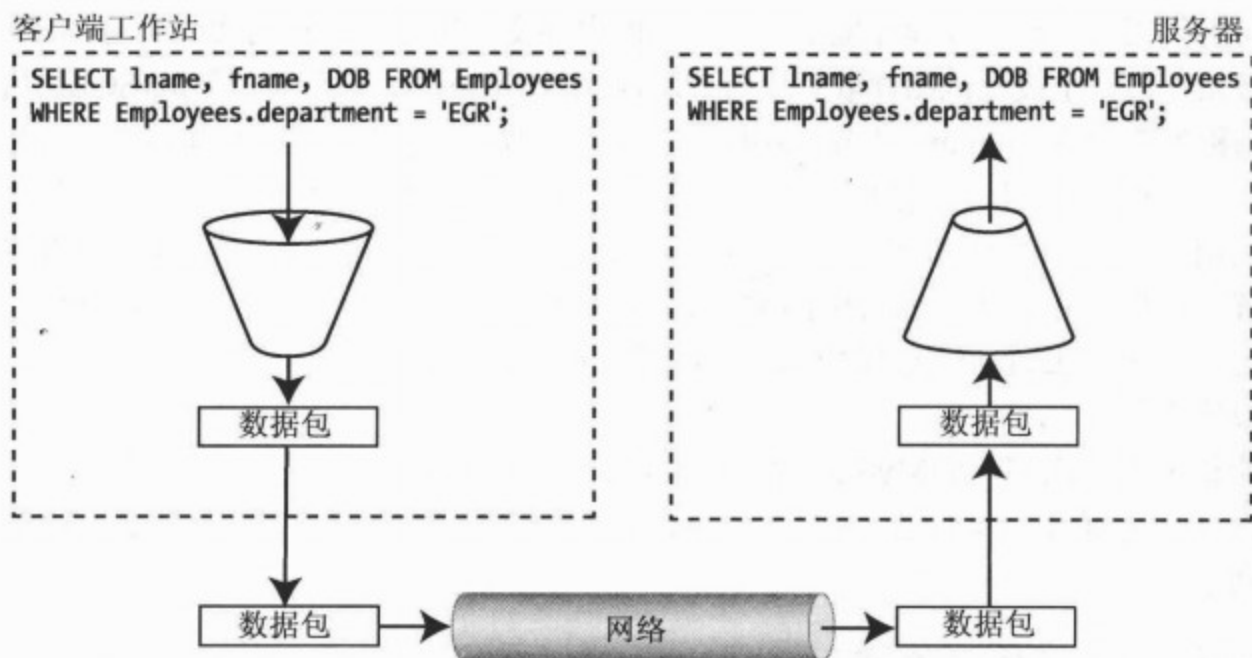 客户端工作站
SELECT lname, fname, DOB FROM Employees
WHERE Employees.department = 'EGR';
数据包
数据包
网络
服务器
SELECT lname, fname, DOB FROM Employees
WHERE Employees.department = 'EGR';
数据包
数据包